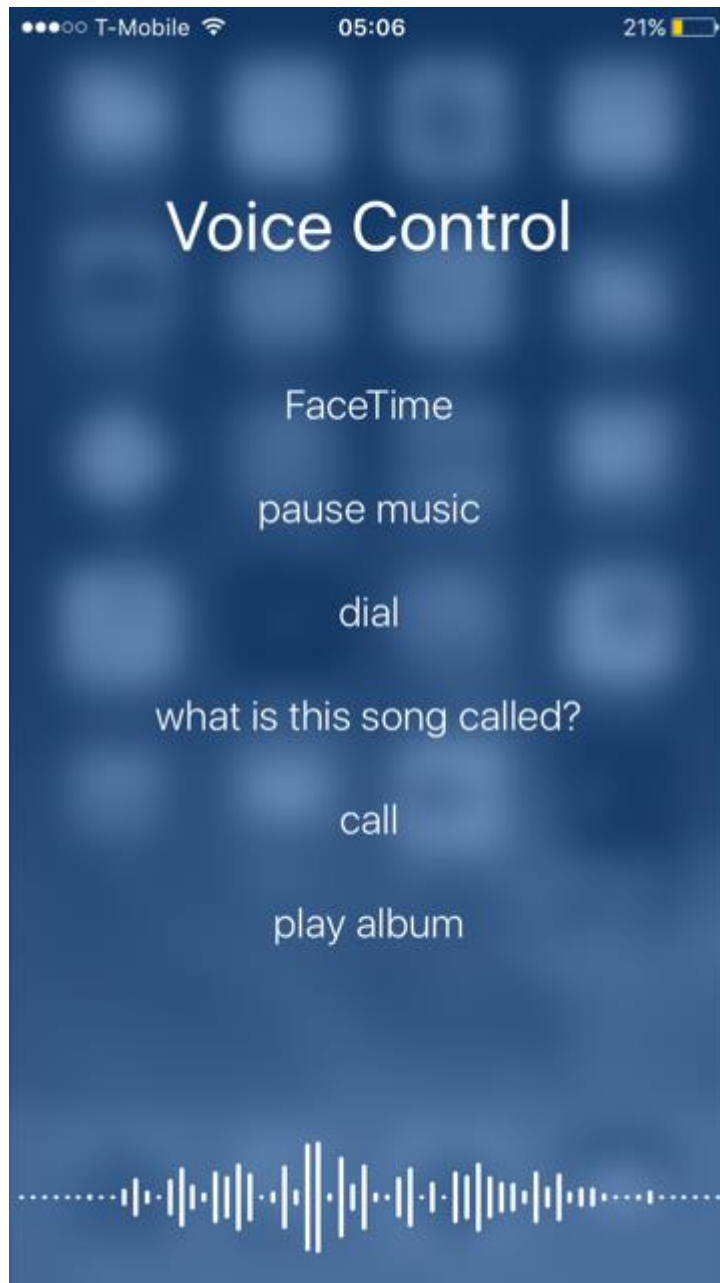 T-Mobile 05:06 21%
Voice Control
FaceTime
pause music
dial
what is this song called?
call
play album